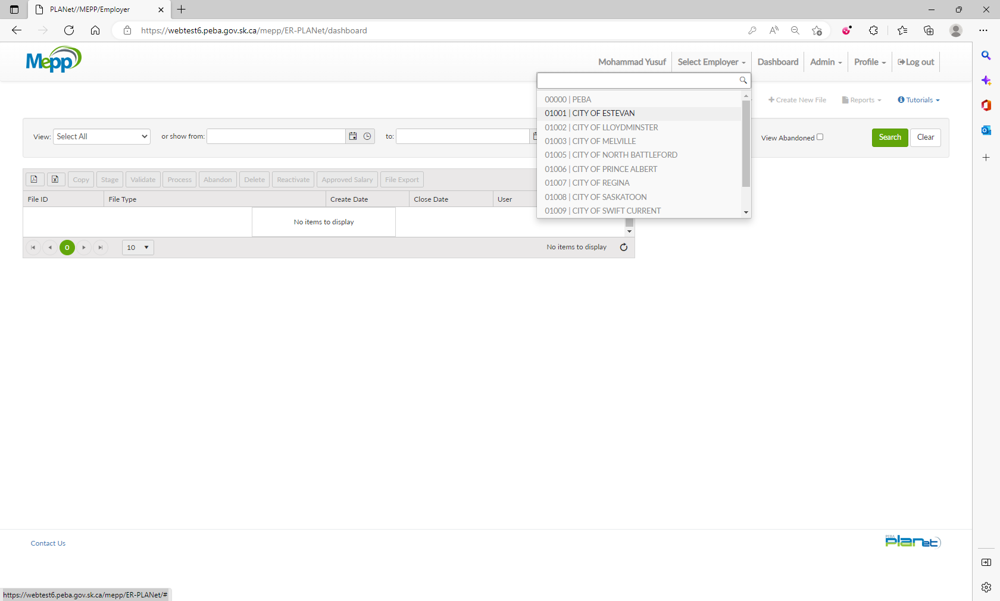 PLANet//MEPP/Employer
https://webtest6.peba.gov.sk.ca/mepp/ER-PLANet/dashboard
Mepp
Mohammad Yusuf Select Employer Dashboard Admin Profile Log out
00000 | PEBA
Create New File Reports Tutorials
01001 | CITY OF ESTEVAN
01002 | CITY OF LLOYDMINSTER
01003 | CITY OF MELVILLE
01005 | CITY OF NORTH BATTLEFORD
01006 | CITY OF PRINCE ALBERT
01007 | CITY OF REGINA
01008 | CITY OF SASKATOON
01009 | CITY OF SWIFT CURRENT
View: Select All or show from: to: View Abandoned Search Clear
Copy Stage Validate Process Abandon Delete Reactivate Approved Salary File Export
File ID File Type Create Date Close Date User
No items to display
0 10 No items to display
Contact Us
PEBA
planet
https://webtest6.peba.gov.sk.ca/mepp/ER-PLANet/#